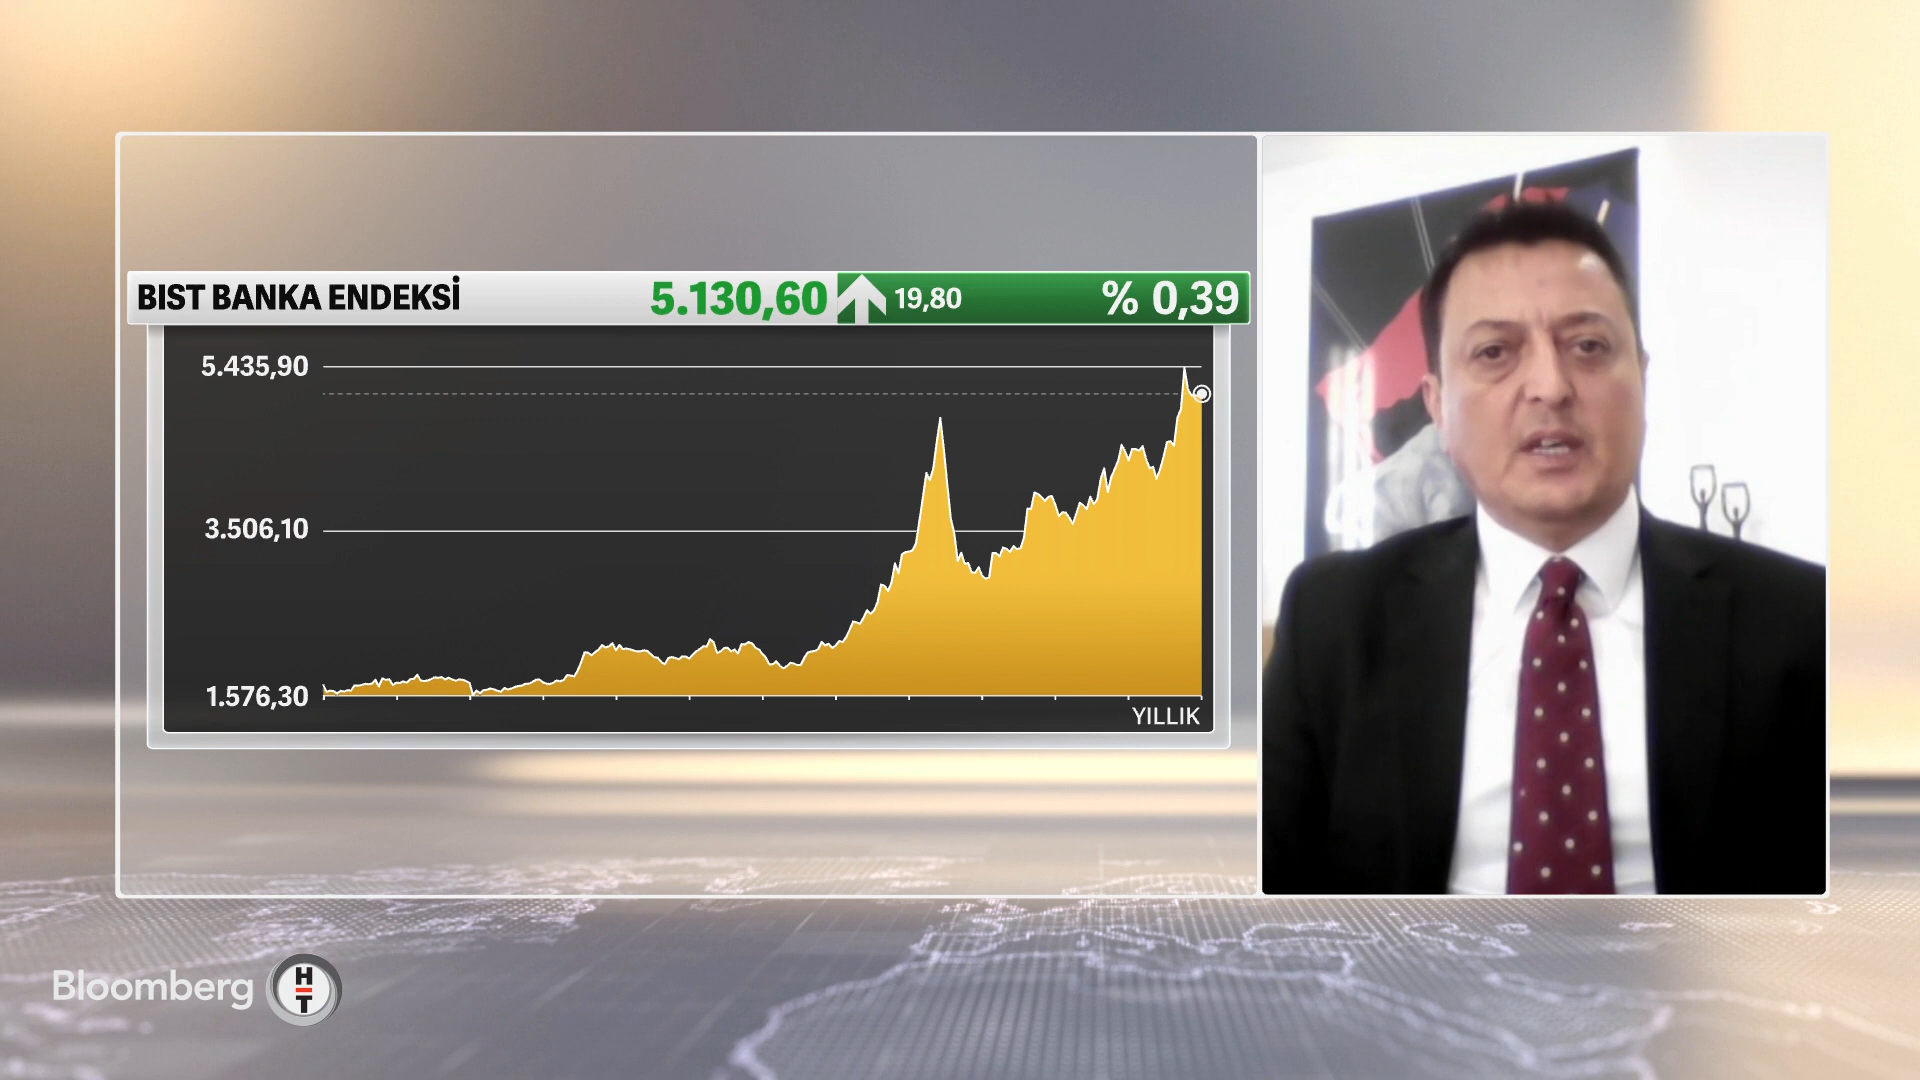 BIST BANKA ENDEKSİ 5.130,60 19,80 % 0,39
5.435,90
3.506,10
1.576,30
YILLIK
Bloomberg HT